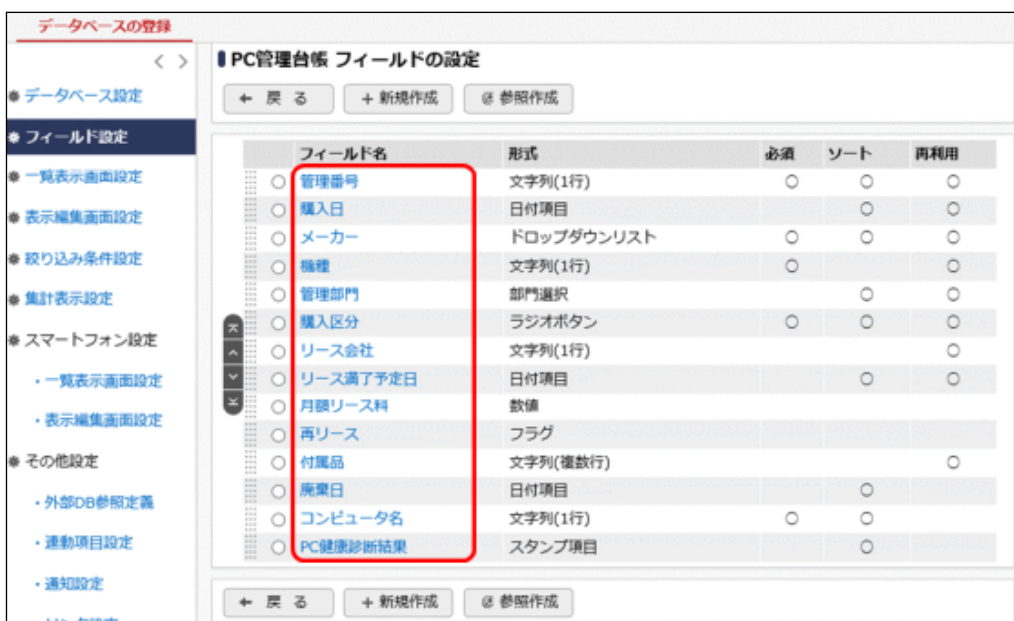 データベースの登録
< >
データベース設定
フィールド設定
一覧表示画面設定
表示編集画面設定
絞り込み条件設定
集計表示設定
スマートフォン設定
・一覧表示画面設定
・表示編集画面設定
その他設定
・外部DB参照定義
・連動項目設定
・通知設定
PC管理台帳 フィールドの設定
← 戻 る + 新規作成 参照作成
フィールド名 形式 必須 ソート 再利用
管理番号 文字列(1行) ○ ○ ○
購入日 日付項目 ○ ○
メーカー ドロップダウンリスト ○ ○ ○
機種 文字列(1行) ○ ○
管理部門 部門選択 ○ ○
購入区分 ラジオボタン ○ ○ ○
リース会社 文字列(1行) ○
リース満了予定日 日付項目 ○ ○
月額リース料 数値
再リース フラグ
付属品 文字列(複数行) ○
廃棄日 日付項目 ○
コンピュータ名 文字列(1行) ○ ○
PC健康診断結果 スタンプ項目 ○
← 戻 る + 新規作成 参照作成